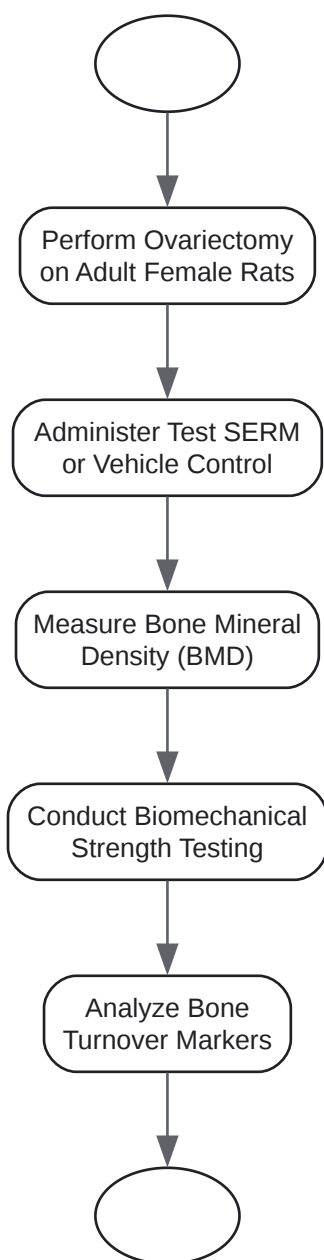 Perform Ovariectomy
on Adult Female Rats
Administer Test SERM
or Vehicle Control
Measure Bone Mineral
Density (BMD)
Conduct Biomechanical
Strength Testing
Analyze Bone
Turnover Markers